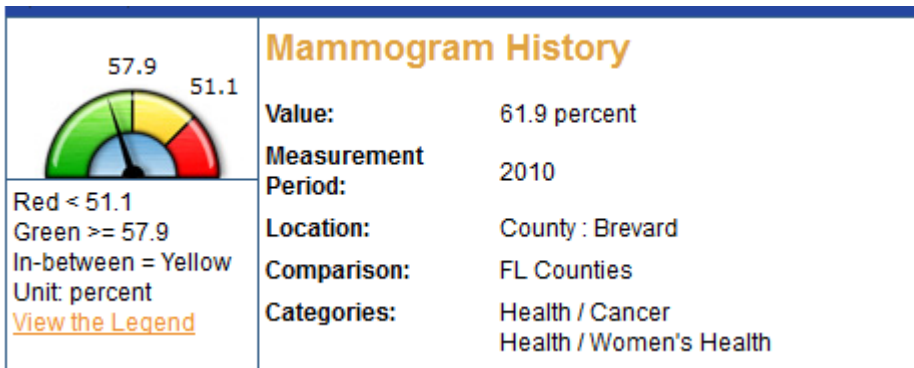 57.9
51.1
Red < 51.1
Green >= 57.9
In-between = Yellow
Unit: percent
View the Legend
Mammogram History
Value: 61.9 percent
Measurement
Period: 2010
Location: County : Brevard
Comparison: FL Counties
Categories: Health / Cancer
Health / Women's Health